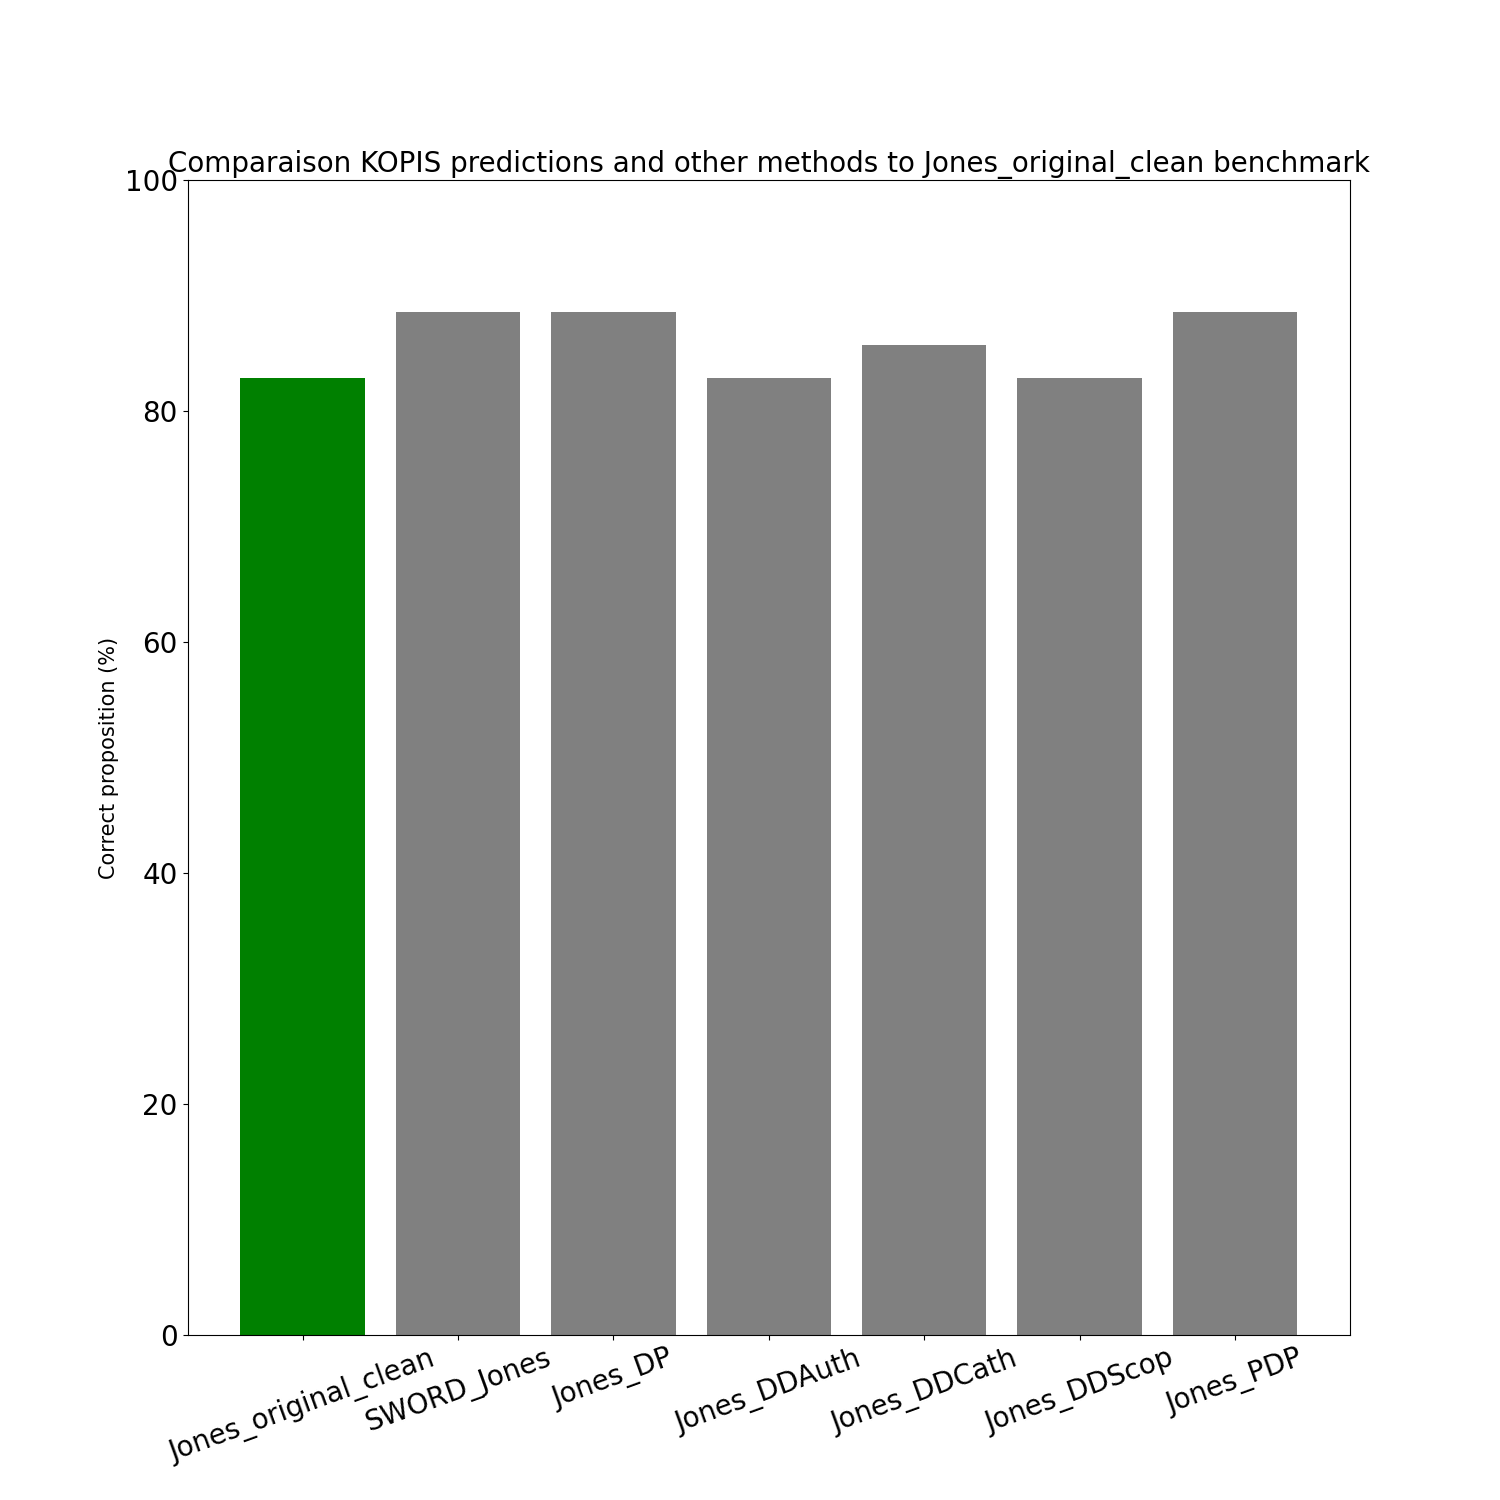 Comparaison KOPIS predictions and other methods to Jones_original_clean benchmark
100
80
60
40
20
0
Correct proposition (%)
Jones_original_clean
SWORD_Jones
Jones_DP
Jones_DDAuth
Jones_DDCath
Jones_DDScop
Jones_PDP